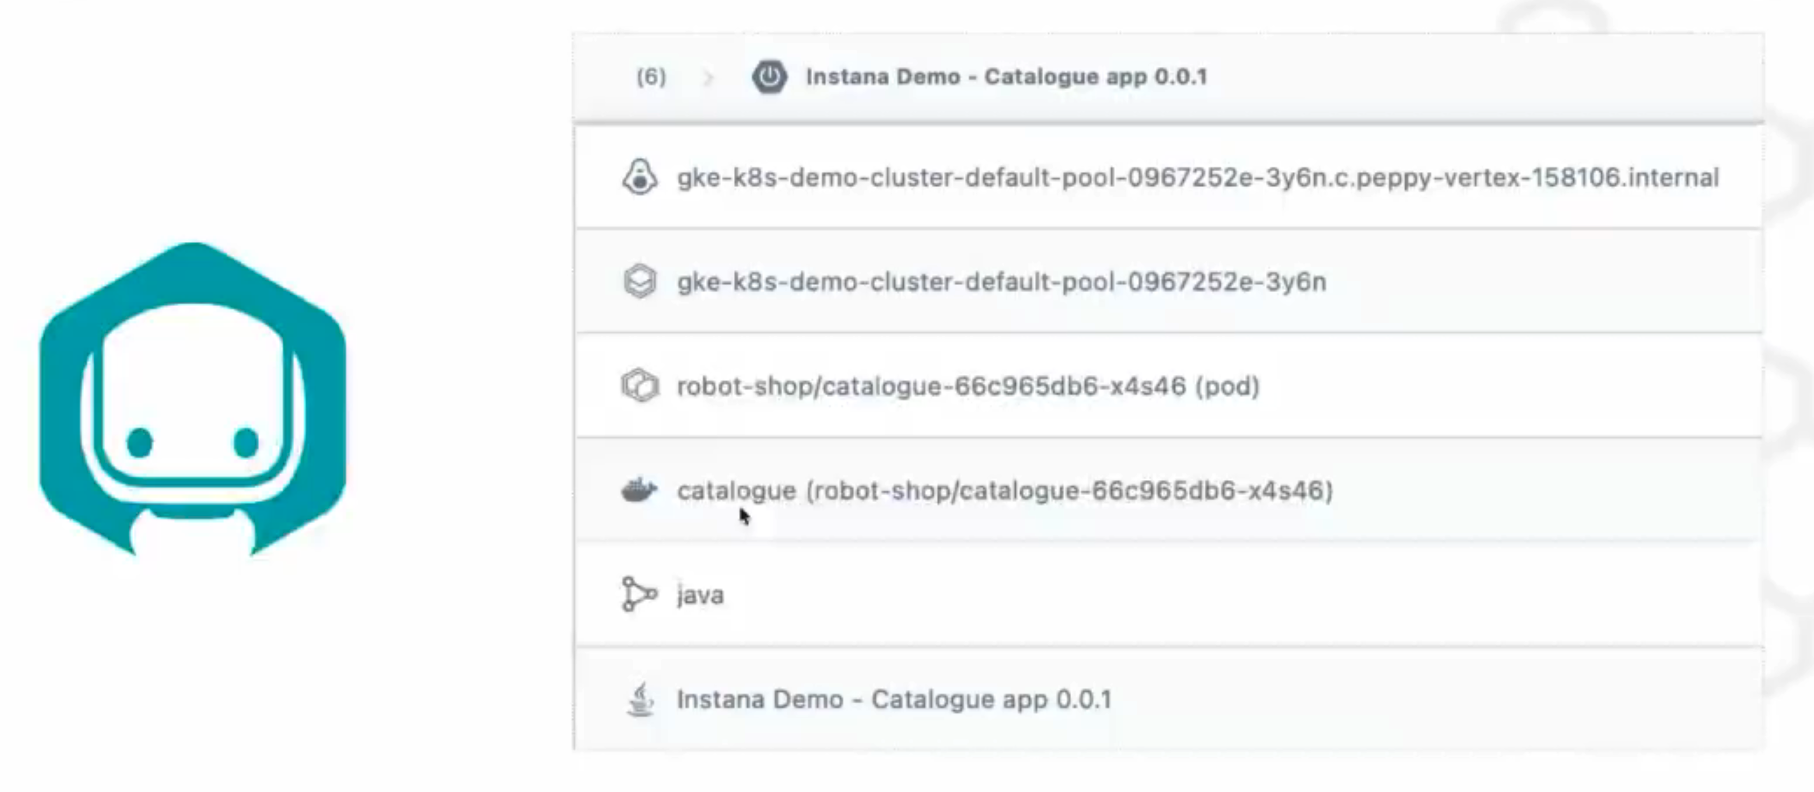 (6) > Instana Demo - Catalogue app 0.0.1
gke-k8s-demo-cluster-default-pool-0967252e-3y6n.c.peppy-vertex-158106.internal
gke-k8s-demo-cluster-default-pool-0967252e-3y6n
robot-shop/catalogue-66c965db6-x4s46 (pod)
catalogue (robot-shop/catalogue-66c965db6-x4s46)
java
Instana Demo - Catalogue app 0.0.1